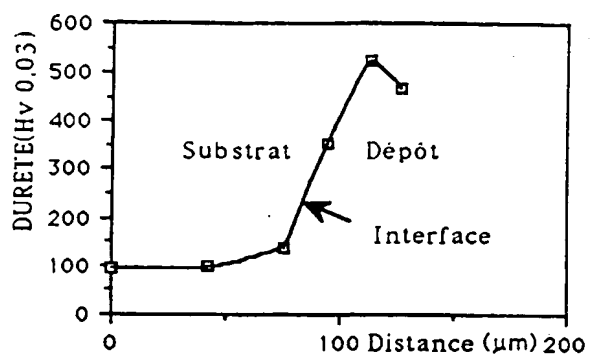 DURETE(Hv 0,03)
600
500
400
300
200
100
0
Substrat
Dépôt
Interface
0
100
Distance (µm)
200